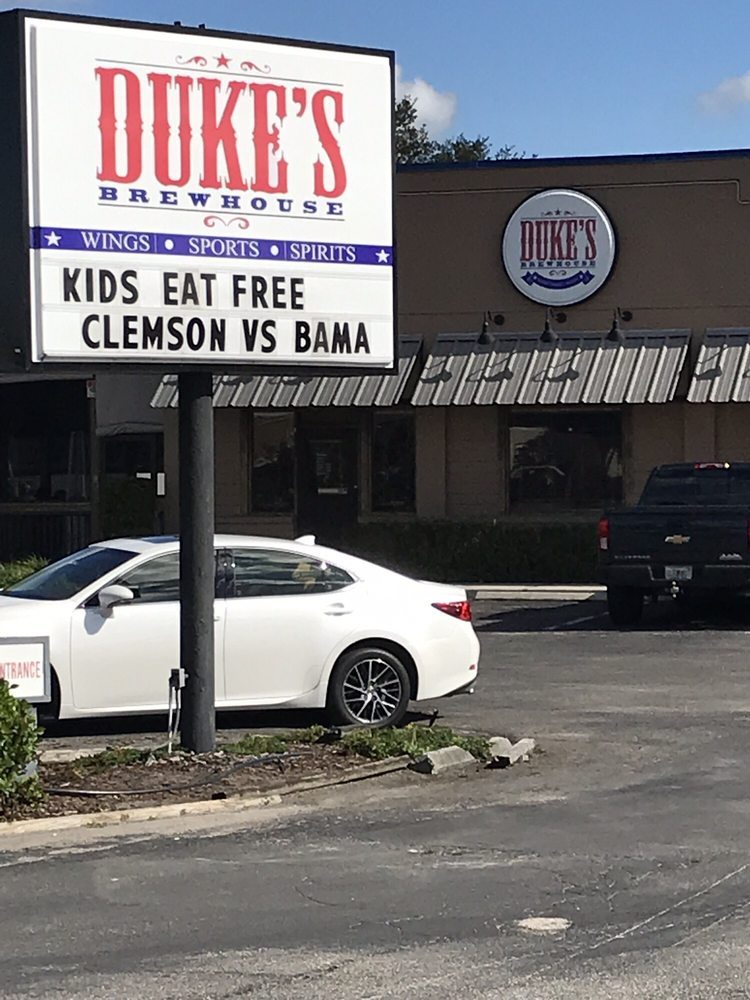 DUKE'S
BREWHOUSE
WINGS • SPORTS • SPIRITS
KIDS EAT FREE
CLEMSON VS BAMA
DUKE'S
BREWHOUSE
NTRANCE